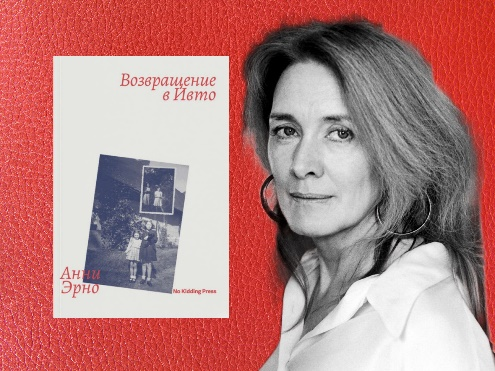 Возвращение
в Ивто
Анни
Эрно
No Kidding Press